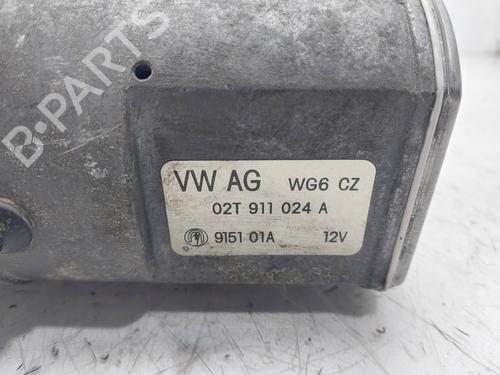 B-PARTS
VW AG WG6 CZ
02T 911 024 A
9151 01A 12V